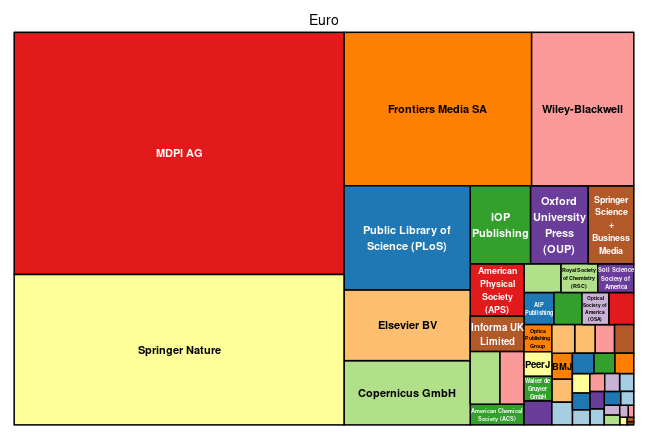 Euro
MDPI AG
Springer Nature
Frontiers Media SA
Wiley-Blackwell
Public Library of
Science (PLoS)
Elsevier BV
Copernicus GmbH
IOP
Publishing
Oxford
University
Press
(OUP)
Springer
Science
+
Business
Media
American
Physical
Society
(APS)
Informa UK
Limited
American Chemical
Society (ACS)
Royal Society
of Chemistry
(RSC)
Soil Science
Society of
America
AIP
Publishing
Optical
Society of
America
(OSA)
Optica
Publishing
Group
PeerJ
BMJ
Walter de
Gruyter
GmbH